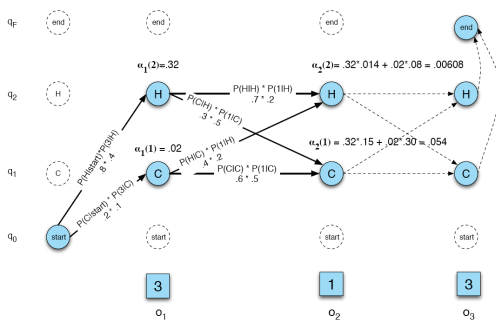 qF end end end end
α1(2)=.32 α2(2)= .32*.014 + .02*.08 = .00608
q2 H H P(H|H) * P(1|H) H H
.7 * .2
P(C|H) * P(1|C)
.3 * .5
P(H|start)*P(3|H)
.8 * .4
α1(1) = .02 α2(1) = .32*.15 + .02*.30 = .054
P(H|C) * P(1|H)
.4 * .2
q1 C C P(C|C) * P(1|C) C C
.6 * .5
P(C|start) * P(3|C)
.2 * .1
q0 start start start start
3 1 3
o1 o2 o3